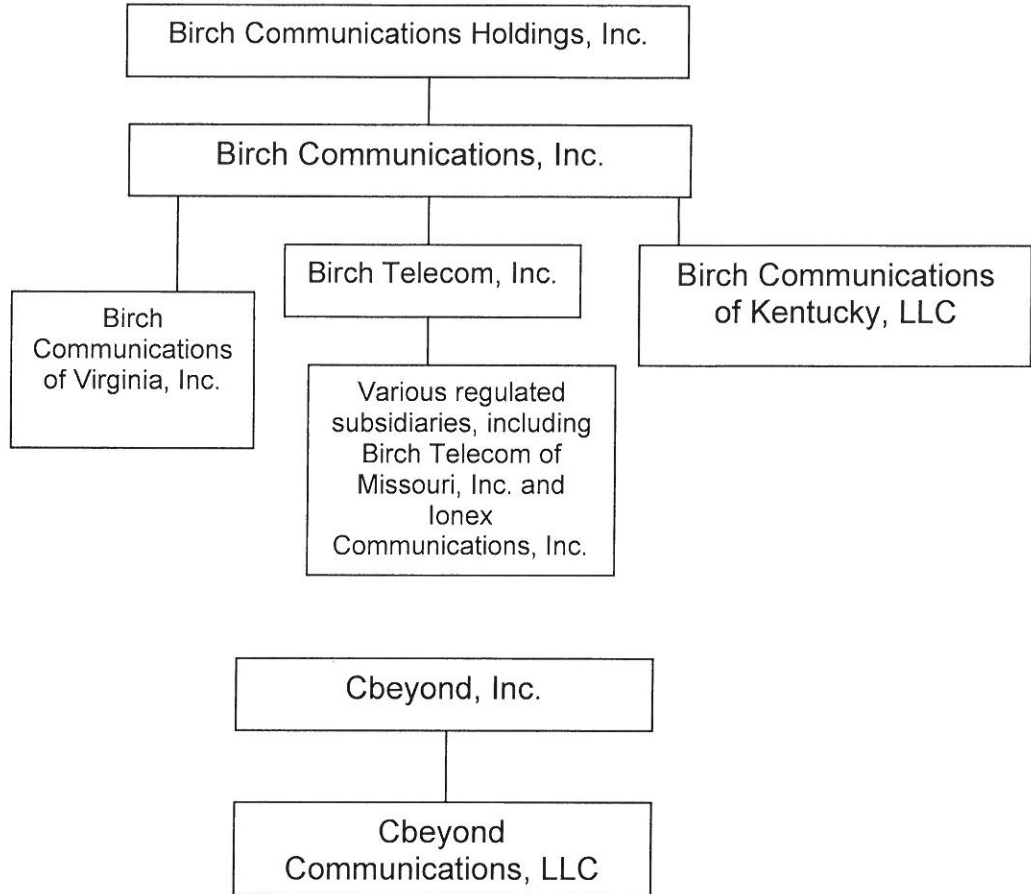 Birch Communications Holdings, Inc.
Birch Communications, Inc.
Birch
Communications
of Virginia, Inc.
Birch Telecom, Inc.
Birch Communications
of Kentucky, LLC
Various regulated
subsidiaries, including
Birch Telecom of
Missouri, Inc. and
Ionex
Communications, Inc.
Cbeyond, Inc.
Cbeyond
Communications, LLC